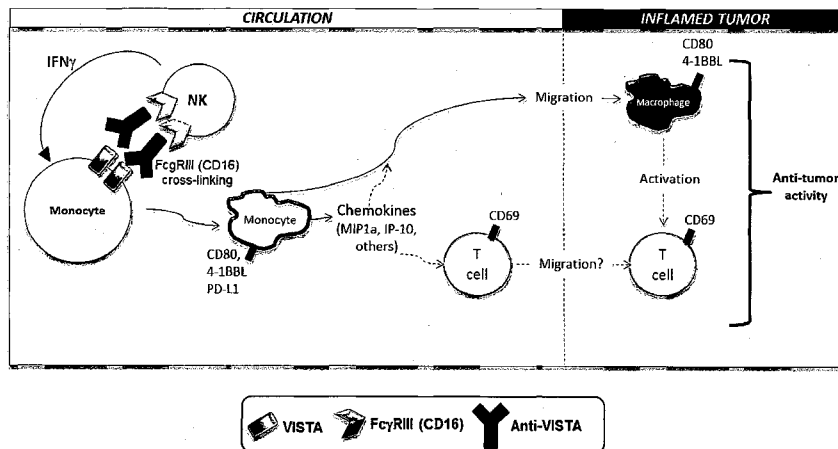 CIRCULATION
INFLAMED TUMOR
IFNγ
NK
FcgRIII (CD16)
cross-linking
Monocyte
Monocyte
CD80,
4-1BBL
PD-L1
Chemokines
(MIP1a, IP-10,
others)
CD69
T
cell
Migration
Migration?
CD80
4-1BBL
Macrophage
Activation
CD69
T
cell
Anti-tumor
activity
VISTA
FcγRIII (CD16)
Anti-VISTA